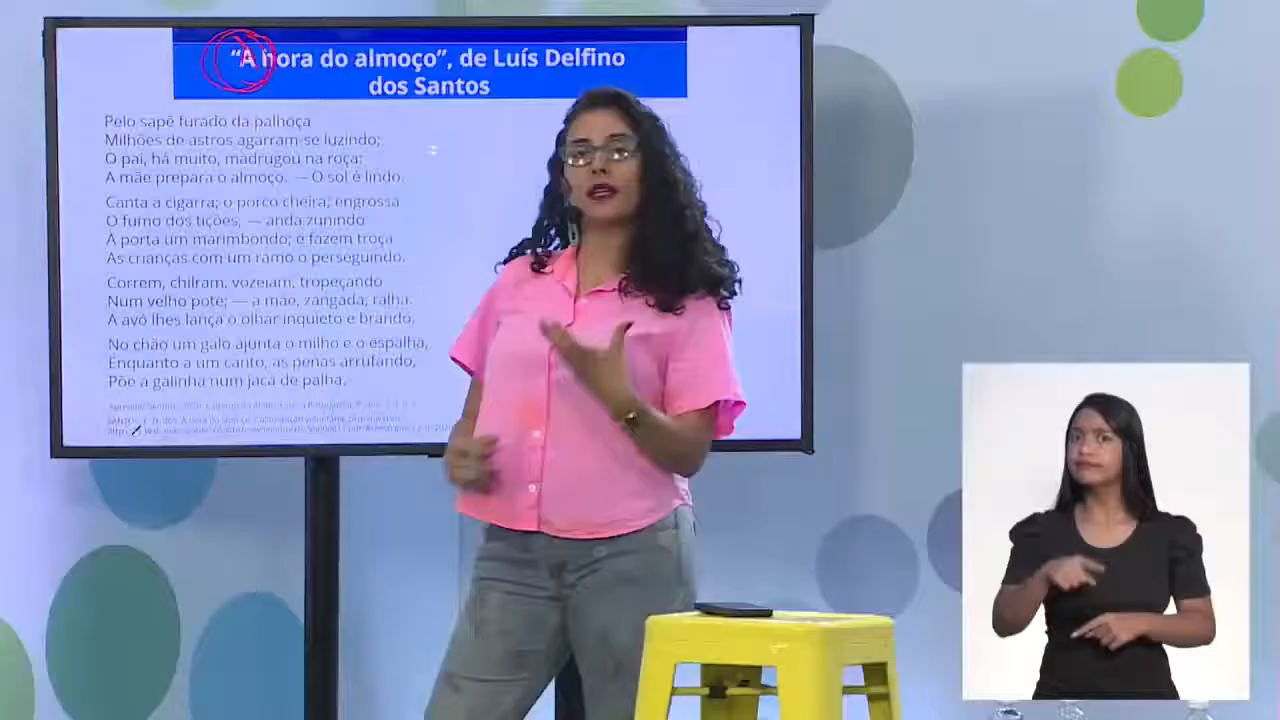 “A hora do almoço”, de Luís Delfino
dos Santos
Pelo sapê furado da palhoça
Milhões de astros agarram-se luzindo;
O pai, há muito, madrugou na roça;
A mãe prepara o almoço. — O sol é lindo.
Canta a cigarra; o porco cheira; engrossa
O fumo dos tições; — anda zunindo
À porta um marimbondo; e fazem troça
As crianças com um ramo o perseguindo.
Correm, chilram, vozeiam, tropeçando
Num velho pote; — a mãe, zangada, ralha.
A avó lhes lança o olhar inquieto e brando.
No chão um galo ajunta o milho e o espalha,
Enquanto a um canto, as penas arrufando,
Põe a galinha num jacá de palha.